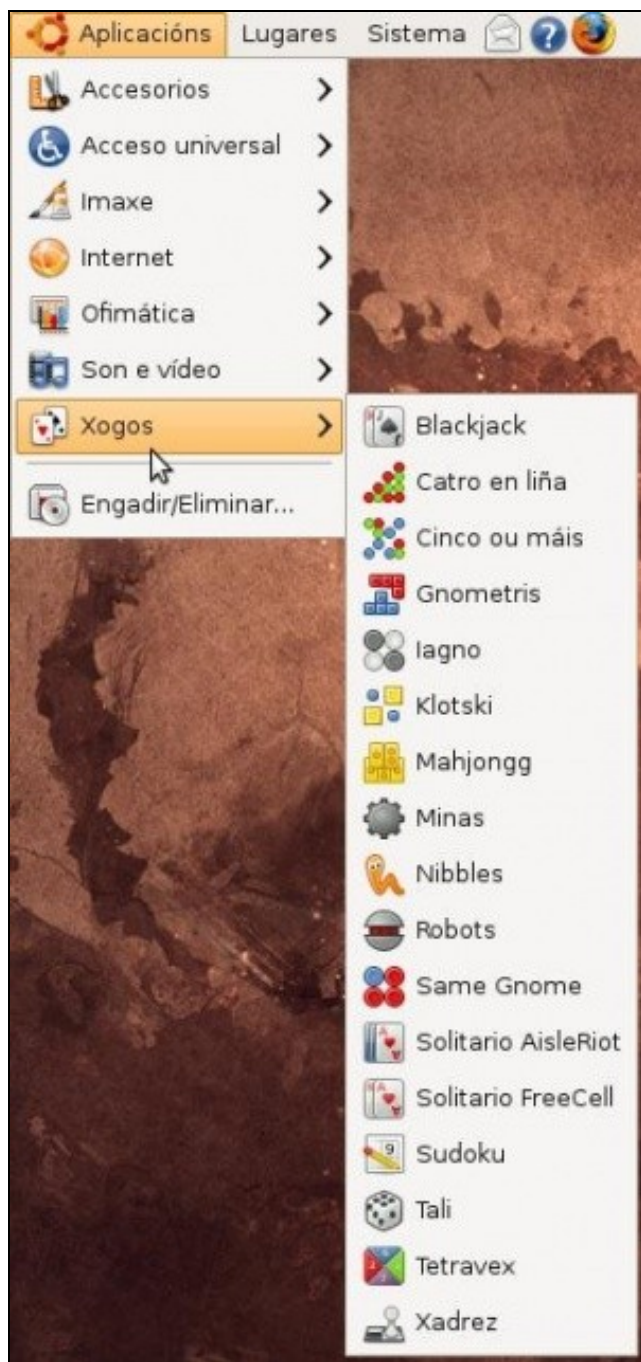 Aplicacións Lugares Sistema
Accesorios
Acceso universal
Imaxe
Internet
Ofimática
Son e vídeo
Xogos
Engadir/Eliminar...
Blackjack
Catro en liña
Cinco ou máis
Gnometris
Iagno
Klotski
Mahjongg
Minas
Nibbles
Robots
Same Gnome
Solitario AisleRiot
Solitario FreeCell
Sudoku
Tali
Tetravex
Xadrez